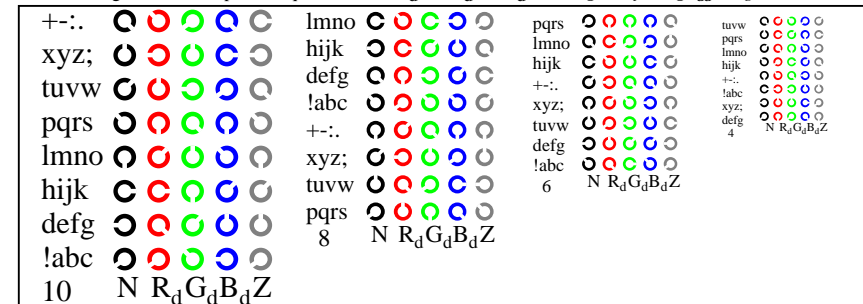 +-:.
xyz;
tuvw
pqrs
lmno
hijk
defg
!abc
10 N RdGdBdZ
lmno
hijk
defg
!abc
+-:.
xyz;
tuvw
pqrs
8 N RdGdBdZ
pqrs
lmno
hijk
+-:.
xyz;
tuvw
defg
!abc
6 N RdGdBdZ
tuvw
pqrs
lmno
hijk
+-:.
!abc
xyz;
defg
4 N RdGdBdZ